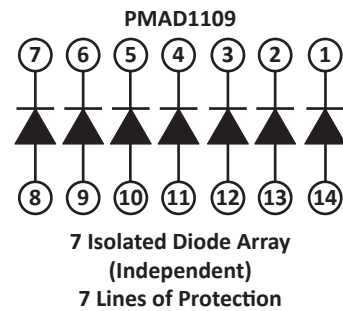 PMAD1109
7 6 5 4 3 2 1
8 9 10 11 12 13 14
7 Isolated Diode Array
(Independent)
7 Lines of Protection